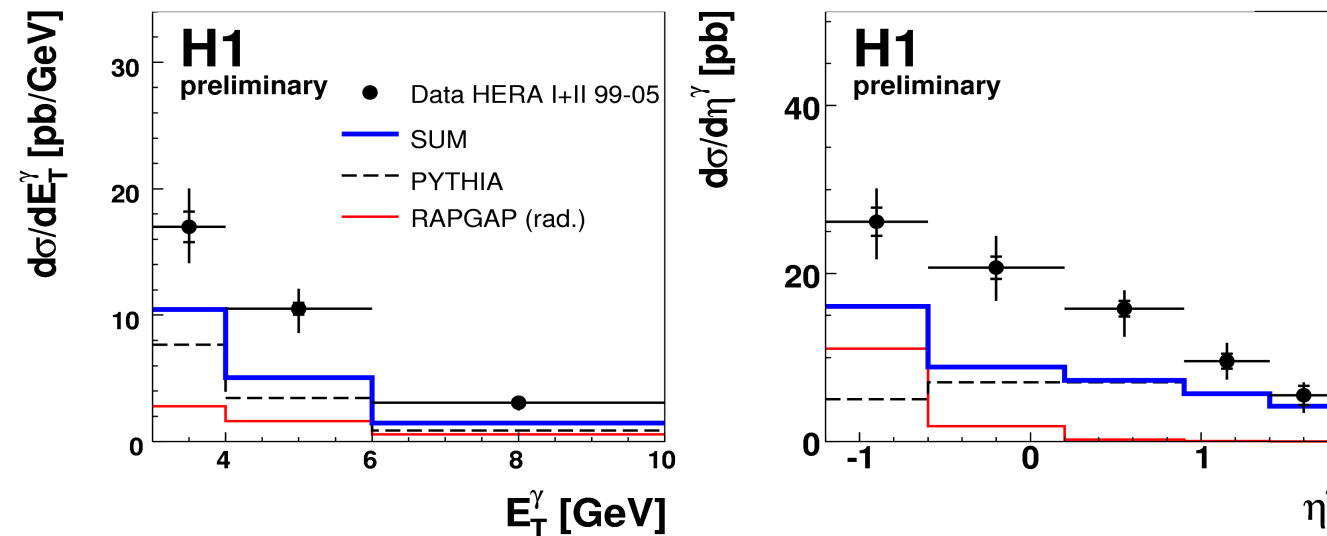 dσ/dE_T^γ [pb/GeV]
H1
preliminary
Data HERA I+II 99-05
SUM
PYTHIA
RAPGAP (rad.)
30
20
10
0
4
6
8
10
E_T^γ [GeV]
dσ/dη^γ [pb]
H1
preliminary
40
20
0
-1
0
1
η